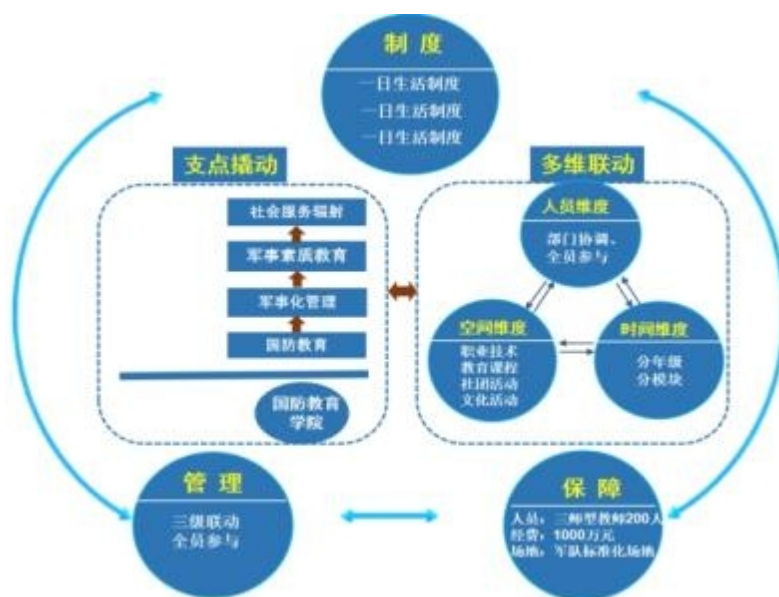 制 度
一日生活制度
一日生活制度
一日生活制度
支点撬动
社会服务辐射
军事素质教育
军事化管理
国防教育
国防教育
学院
多维联动
人员维度
部门协调、
全员参与
空间维度
职业技术
教育课程
社团活动
文化活动
时间维度
分年级
分模块
管 理
三级联动
全员参与
保 障
人员：三师型教师200人
经费：1000万元
场地：军队标准化场地